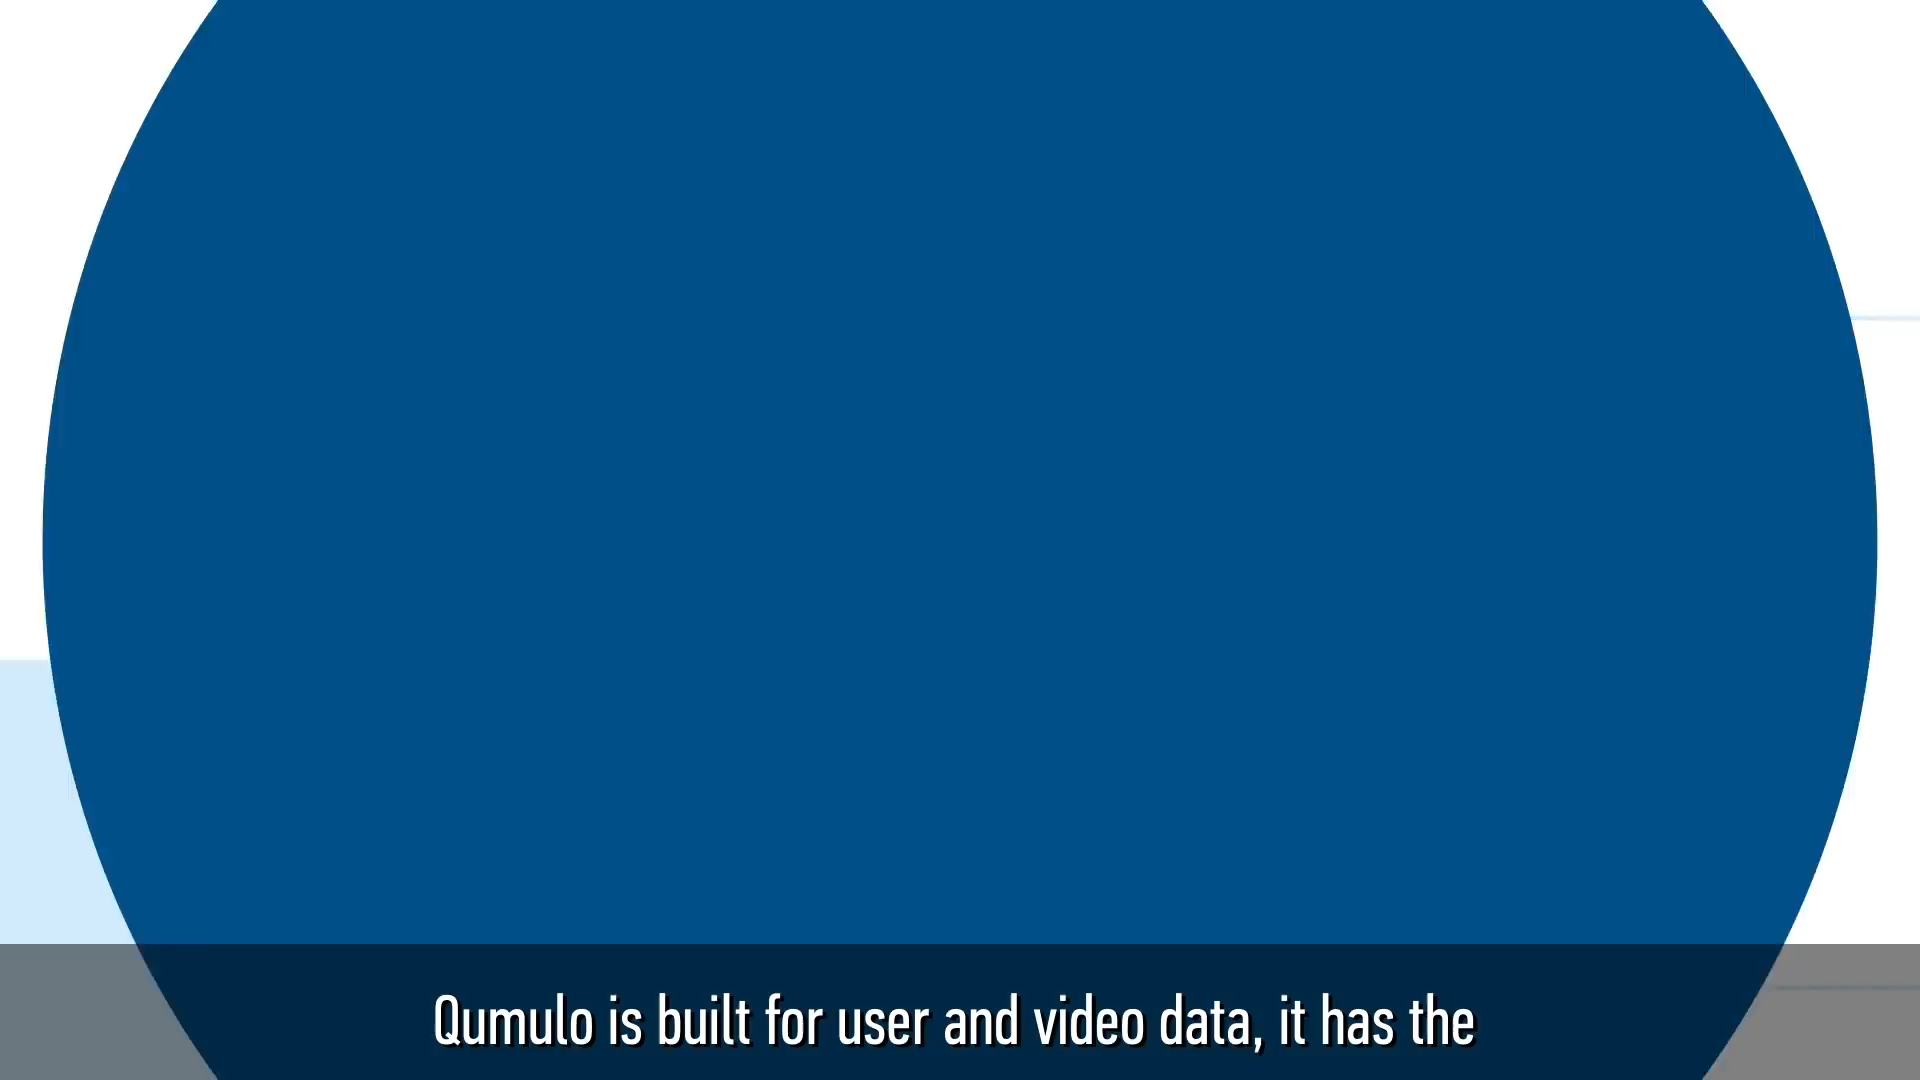 Qumulo is built for user and video data, it has the